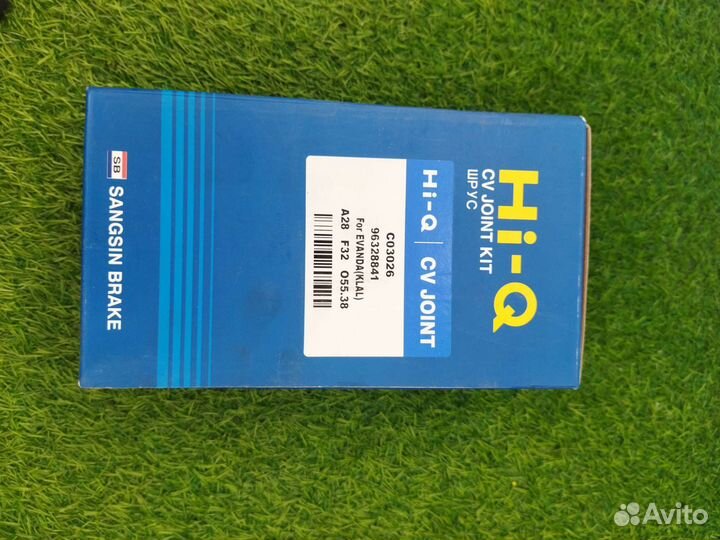 Hi-Q
CV JOINT KIT
ШРУС
Hi-Q | CV JOINT
C03026
96328841
For EVANDA(KLAL)
A28 F32 O55.38
SB
SANGSIN BRAKE
Avito